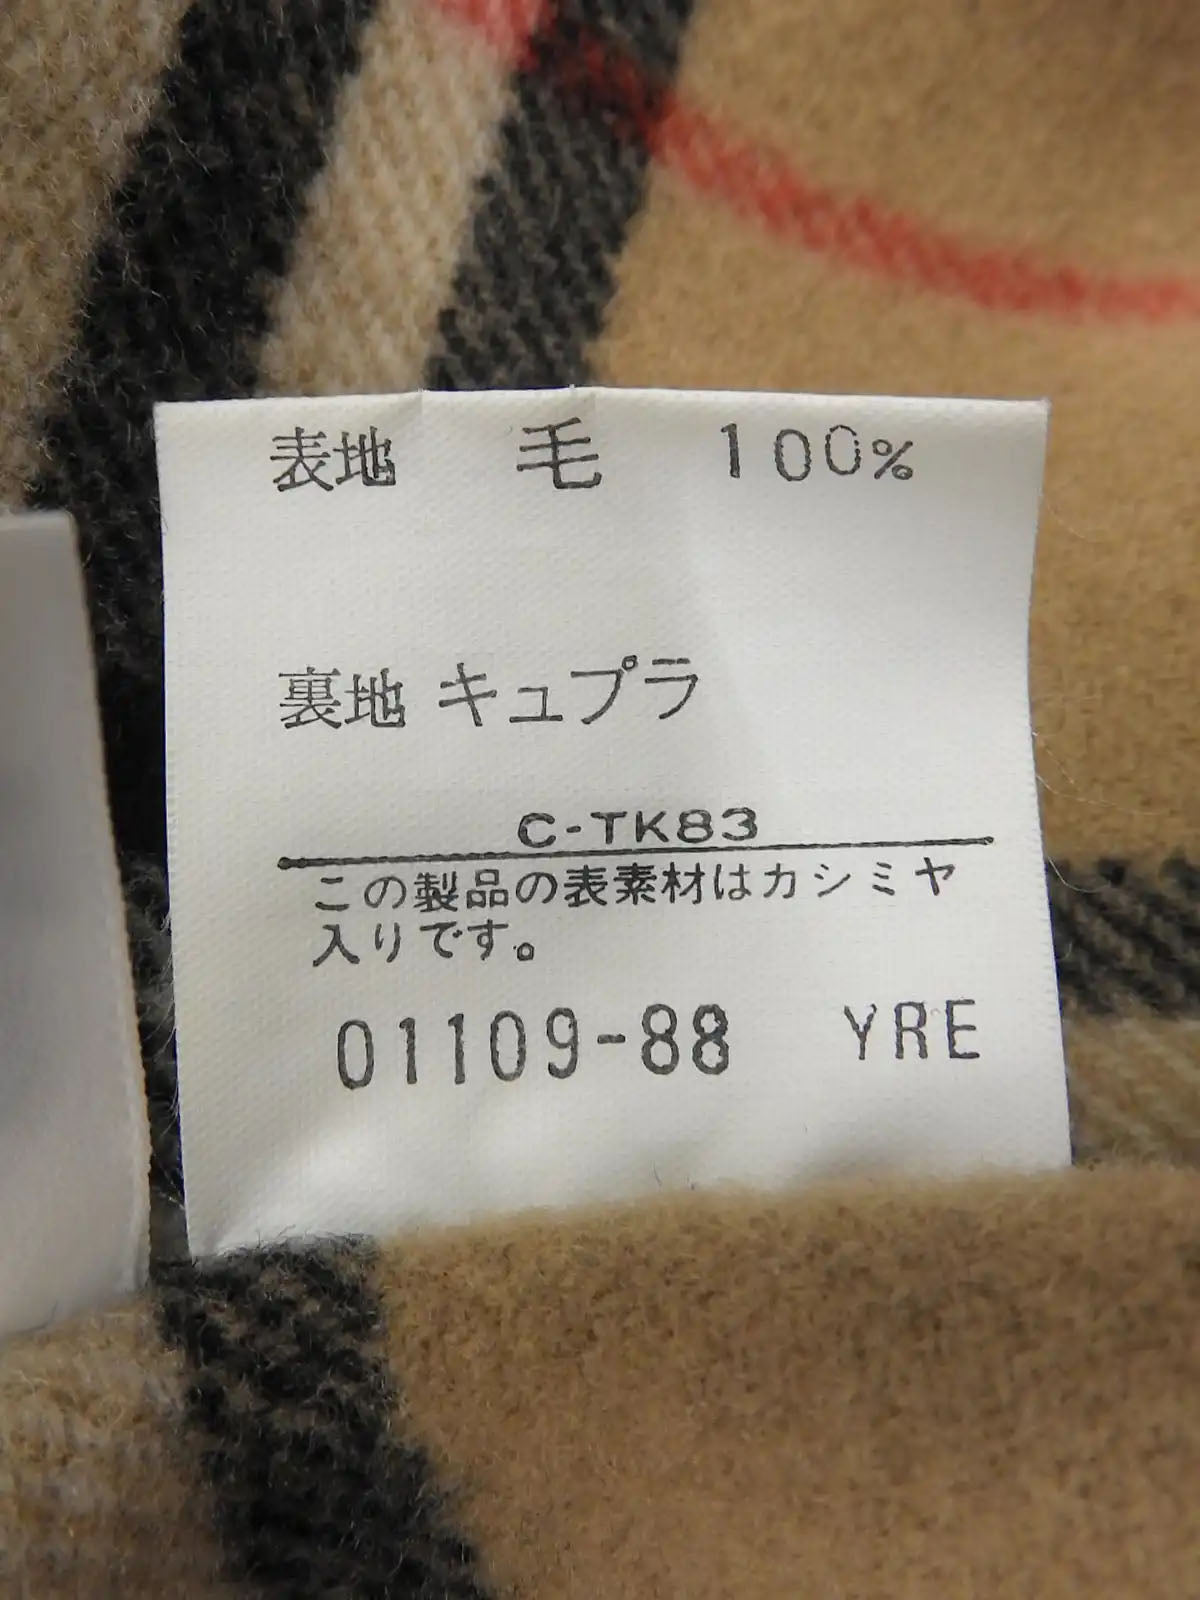 表地 毛 100%
裏地 キュプラ
C-TK83
この製品の表素材はカシミヤ
入りです。
01109-88 YRE